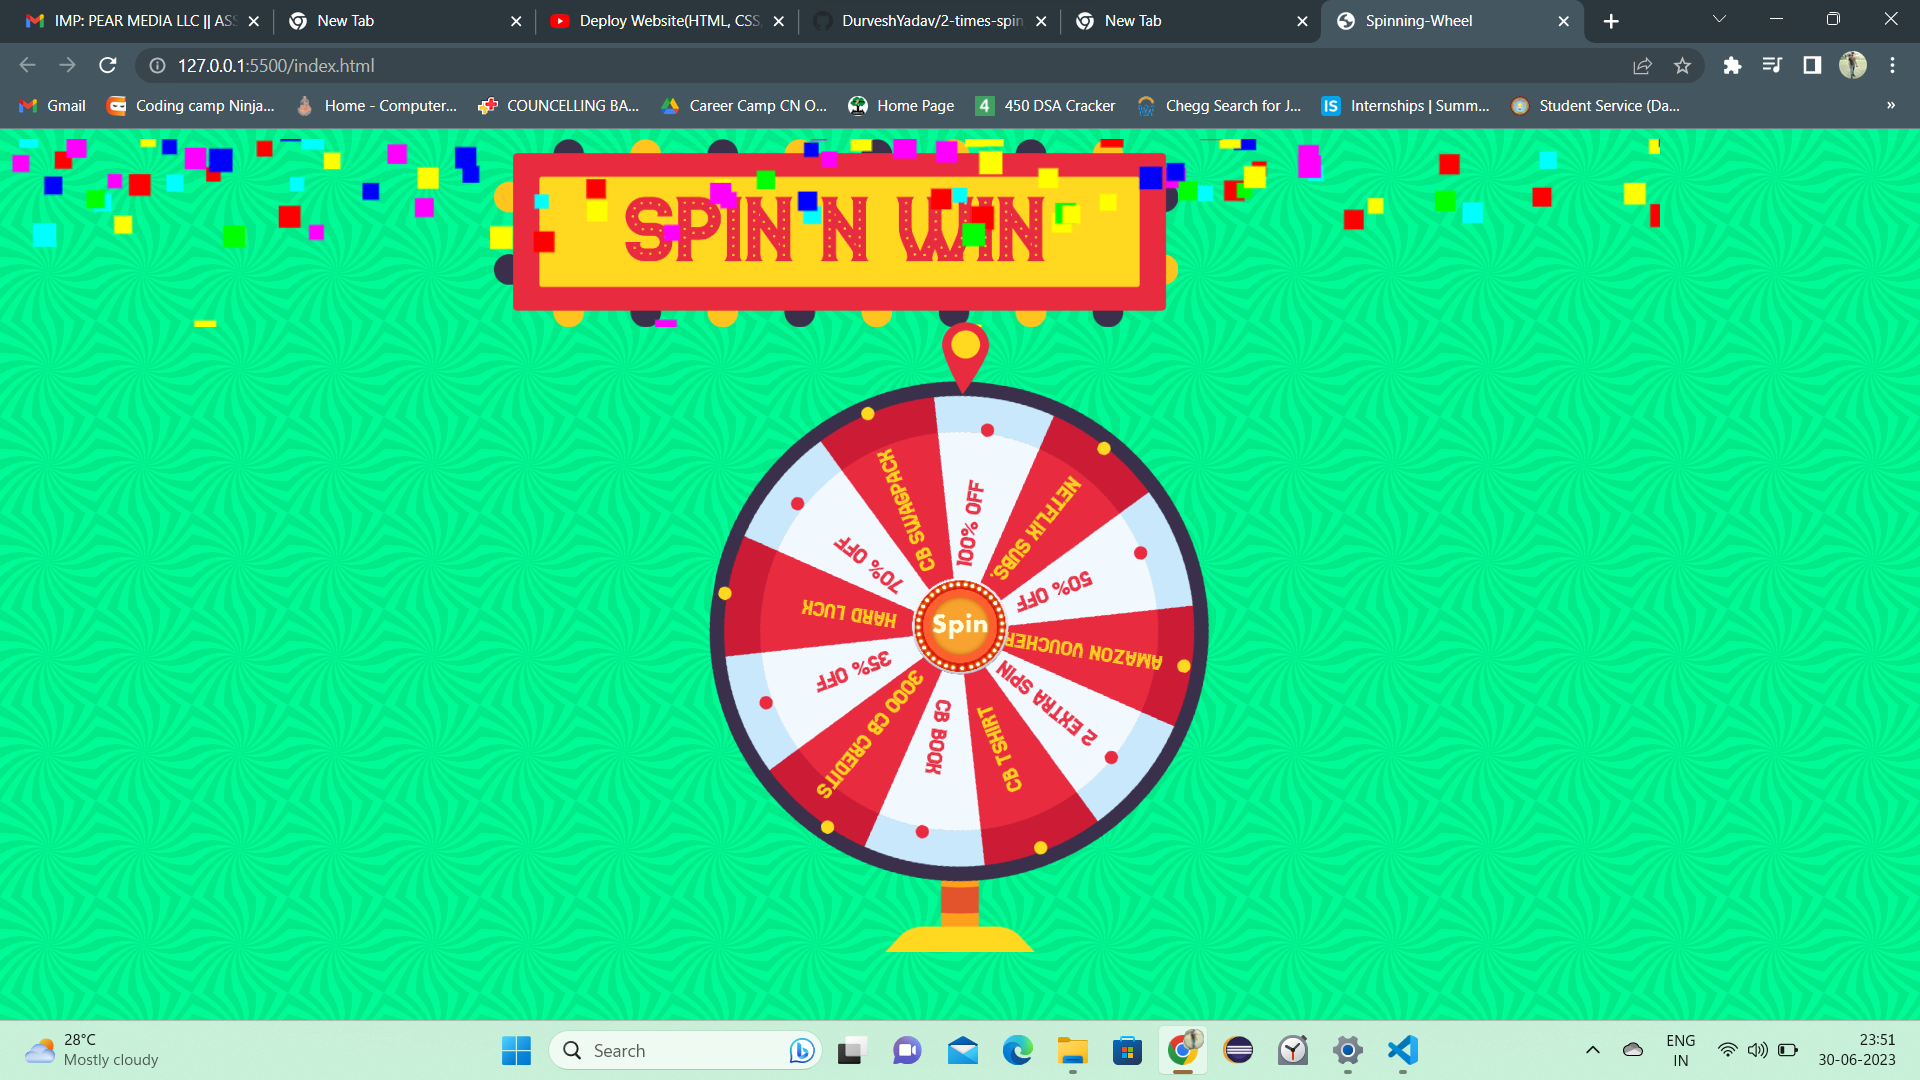 IMP: PEAR MEDIA LLC || ASS
New Tab
Deploy Website(HTML, CSS,
DurveshYadav/2-times-spin
New Tab
Spinning-Wheel
127.0.0.1:5500/index.html
Gmail
Coding camp Ninja...
Home - Computer...
COUNCELLING BA...
Career Camp CN O...
Home Page
4
450 DSA Cracker
Chegg Search for J...
IS
Internships | Summ...
Student Service (Da...
»
SPIN'N WIN
100% OFF
NETFLIX SUBS.
50% OFF
AMAZON VOUCHER
2 EXTRA SPIN
CB TSHIRT
CB BOOK
3000 CB CREDITS
35% OFF
HARD LUCK
70% OFF
CB SWAGPACK
Spin
28°C
Mostly cloudy
Search
ENG
IN
23:51
30-06-2023